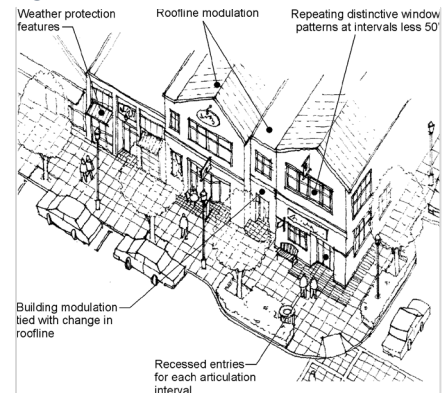 Weather protection
features
Roofline modulation
Repeating distinctive window
patterns at intervals less 50'
Building modulation
tied with change in
roofline
Recessed entries
for each articulation
interval